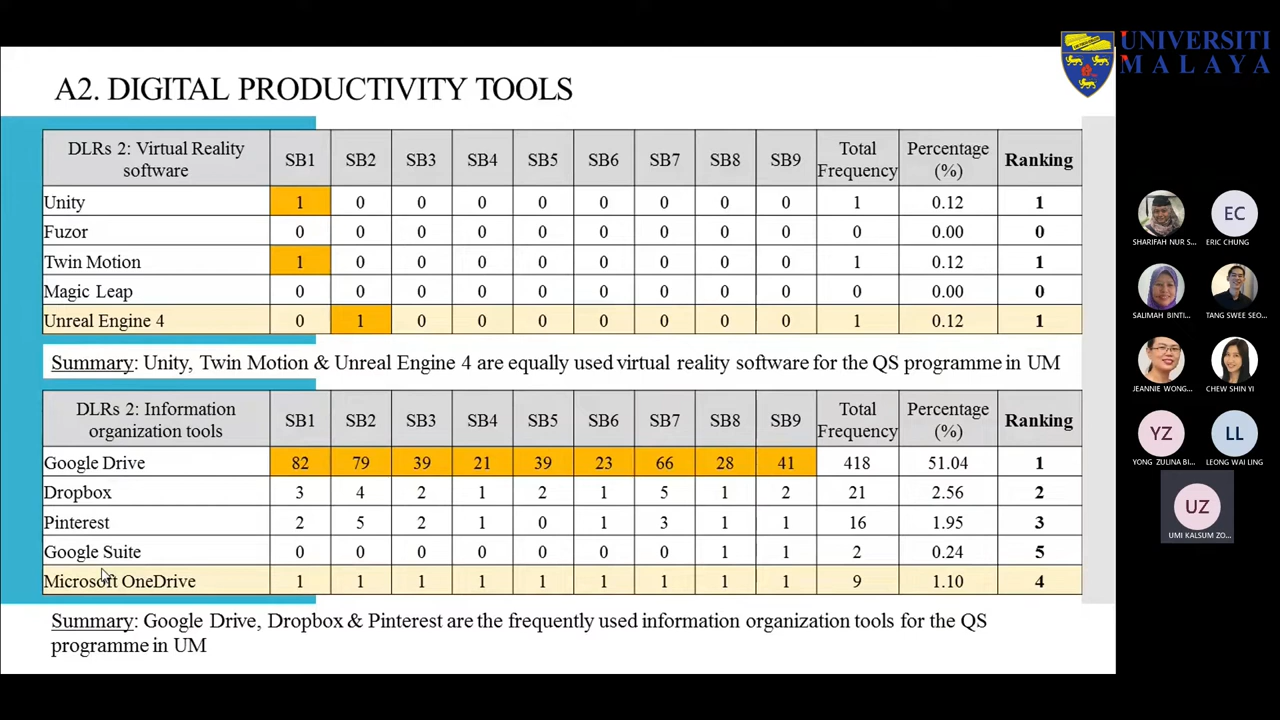 UNIVERSITI
MALAYA
A2. DIGITAL PRODUCTIVITY TOOLS
DLRs 2: Virtual Reality software SB1 SB2 SB3 SB4 SB5 SB6 SB7 SB8 SB9 Total Frequency Percentage (%) Ranking
Unity 1 0 0 0 0 0 0 0 0 1 0.12 1
Fuzor 0 0 0 0 0 0 0 0 0 0 0.00 0
Twin Motion 1 0 0 0 0 0 0 0 0 1 0.12 1
Magic Leap 0 0 0 0 0 0 0 0 0 0 0.00 0
Unreal Engine 4 0 1 0 0 0 0 0 0 0 1 0.12 1
Summary: Unity, Twin Motion & Unreal Engine 4 are equally used virtual reality software for the QS programme in UM
DLRs 2: Information organization tools SB1 SB2 SB3 SB4 SB5 SB6 SB7 SB8 SB9 Total Frequency Percentage (%) Ranking
Google Drive 82 79 39 21 39 23 66 28 41 418 51.04 1
Dropbox 3 4 2 1 2 1 5 1 2 21 2.56 2
Pinterest 2 5 2 1 0 1 3 1 1 16 1.95 3
Google Suite 0 0 0 0 0 0 0 1 1 2 0.24 5
Microsoft OneDrive 1 1 1 1 1 1 1 1 1 9 1.10 4
Summary: Google Drive, Dropbox & Pinterest are the frequently used information organization tools for the QS
programme in UM
SHARIFAH NUR S...
EC
ERIC CHUNG
SALIMAH BINTI...
TANG SWEE SEO...
JEANNIE WONG...
CHEW SHIN YI
YZ
YONG ZULINA BI...
LL
LEONG WAI LING
UZ
UMI KALSUM ZO...